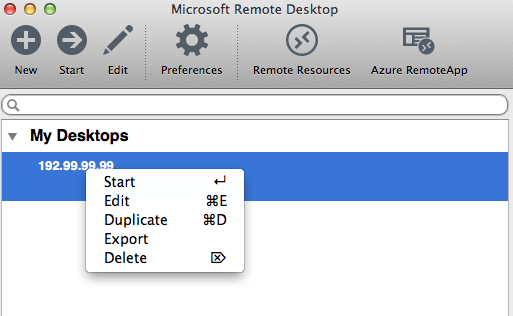 Microsoft Remote Desktop
New Start Edit Preferences Remote Resources Azure RemoteApp
My Desktops
192.99.99.99
Start ↵
Edit ⌘E
Duplicate ⌘D
Export
Delete ⌦